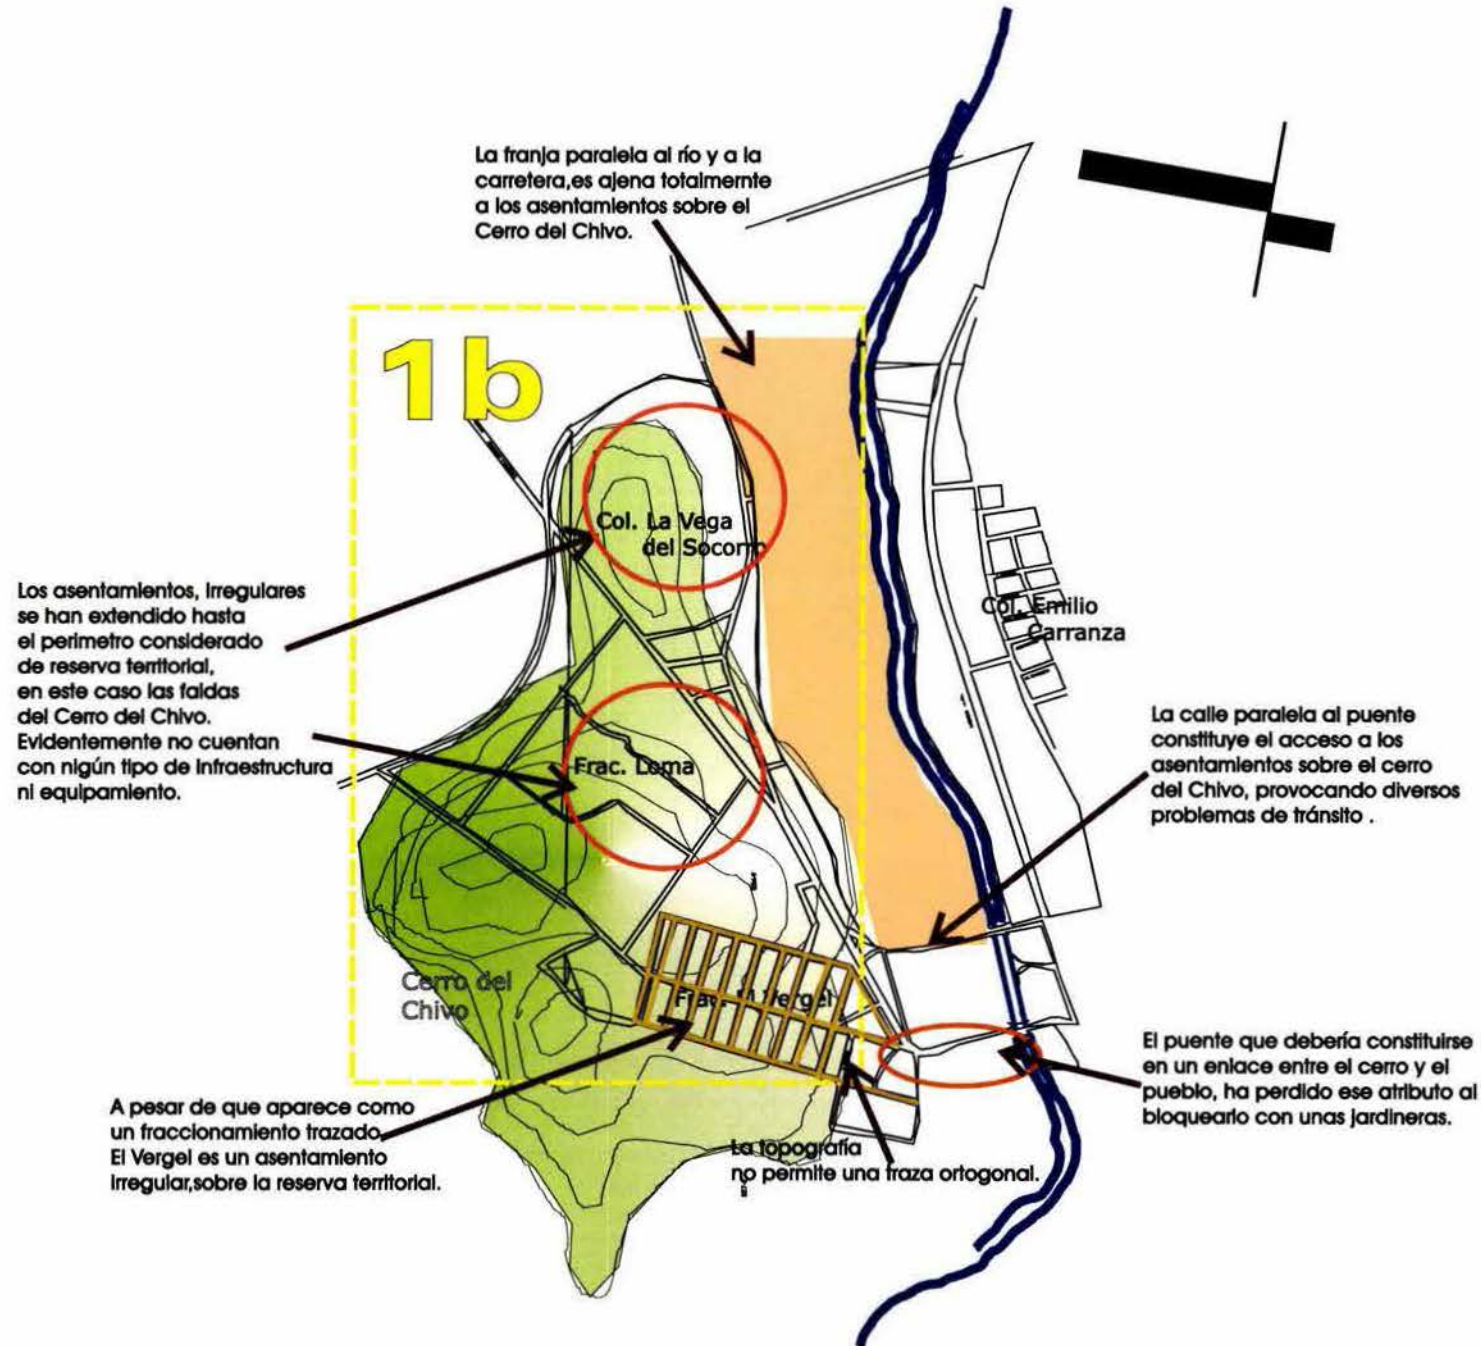 La franja paralela al río y a la
carretera,es ajena totalmernte
a los asentamientos sobre el
Cerro del Chivo.
1b
Col. La Vega
del Socorro
Los asentamientos, irregulares
se han extendido hasta
el perimetro considerado
de reserva territorial,
en este caso las faldas
del Cerro del Chivo.
Evidentemente no cuentan
con nigún tipo de infraestructura
ni equipamiento.
Col. Emilio
Carranza
Frac. Loma
La calle paralela al puente
constituye el acceso a los
asentamientos sobre el cerro
del Chivo, provocando diversos
problemas de tránsito .
Cerro del
Chivo
Frac. Vergel
El puente que debería constituirse
en un enlace entre el cerro y el
pueblo, ha perdido ese atributo al
bloquearlo con unas jardineras.
A pesar de que aparece como
un fraccionamiento trazado,
El Vergel es un asentamiento
irregular,sobre la reserva territorial.
La topografía
no permite una traza ortogonal.